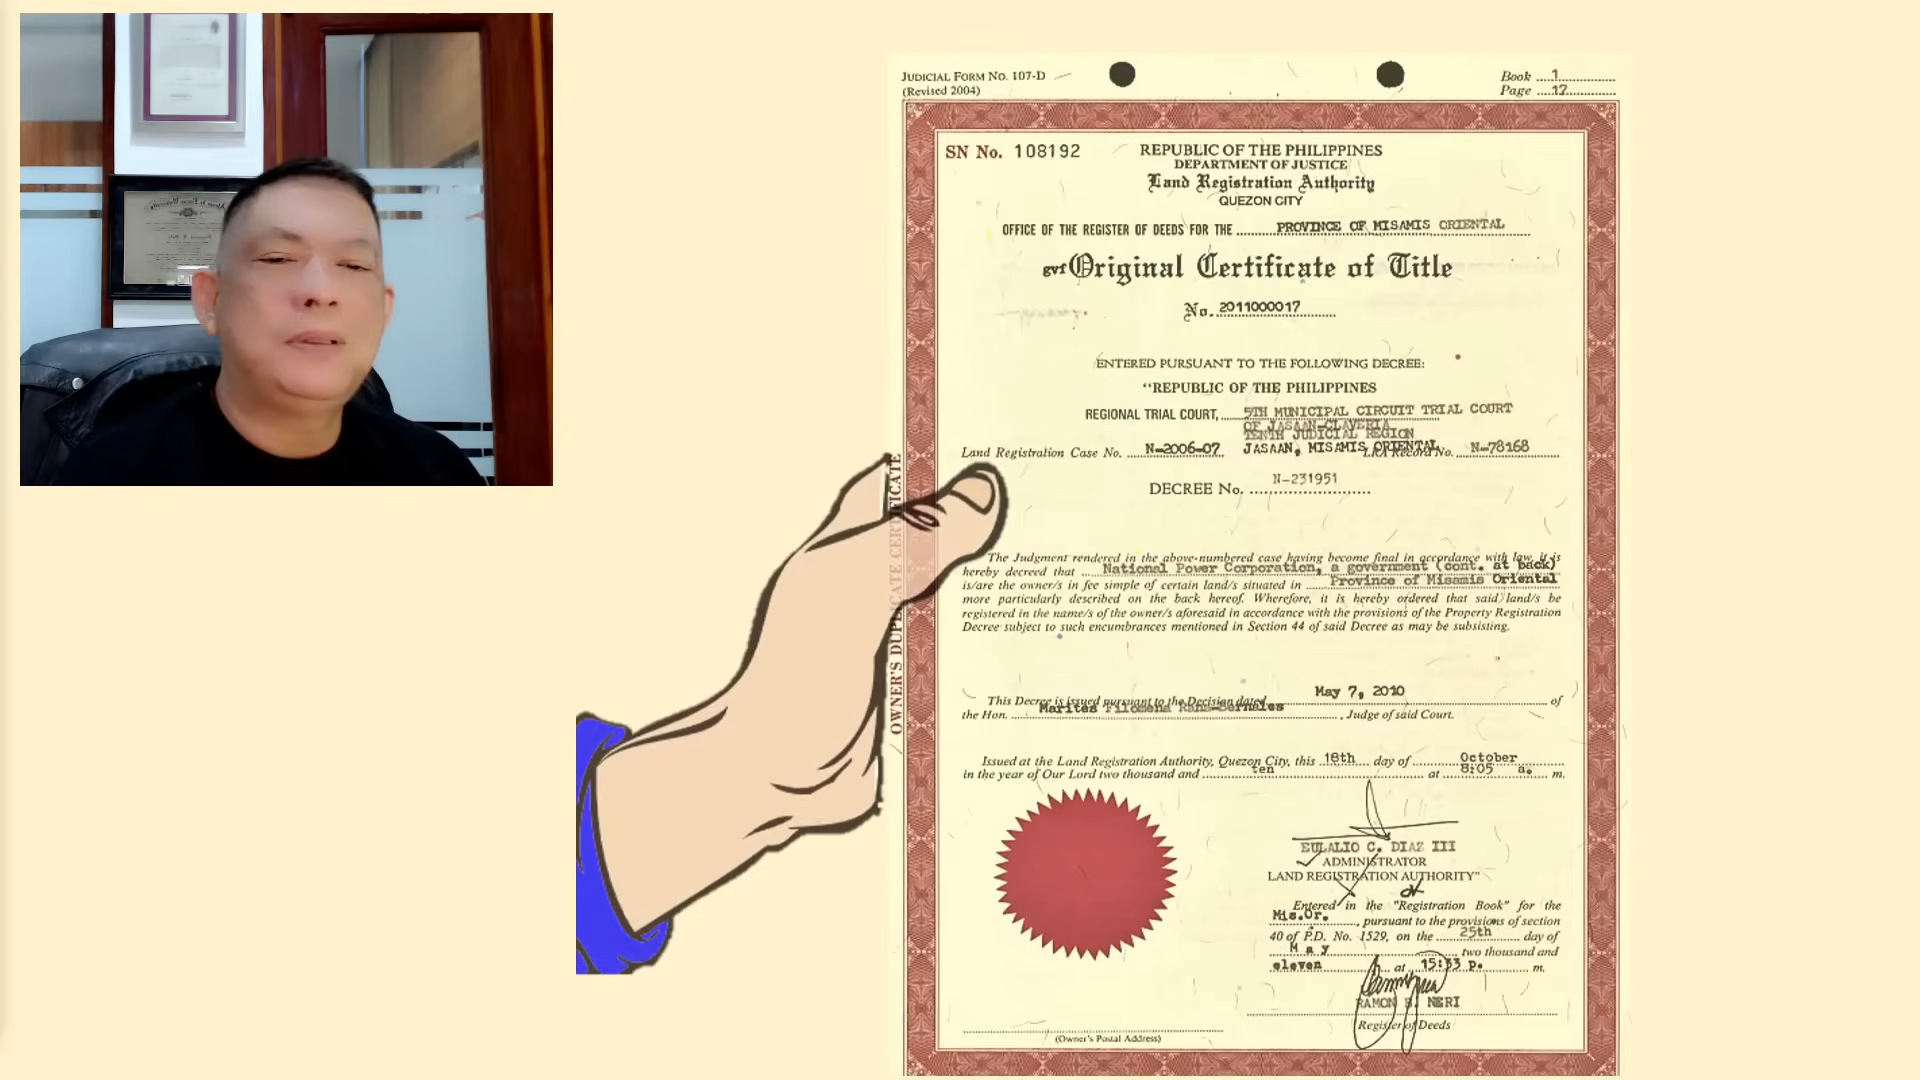 JUDICIAL FORM NO. 107-D
(Revised 2004)
Book 1
Page 17
SN No. 108192
REPUBLIC OF THE PHILIPPINES
DEPARTMENT OF JUSTICE
Land Registration Authority
QUEZON CITY
OFFICE OF THE REGISTER OF DEEDS FOR THE PROVINCE OF MISAMIS ORIENTAL
gvf Original Certificate of Title
No. 2011000017
ENTERED PURSUANT TO THE FOLLOWING DECREE:
"REPUBLIC OF THE PHILIPPINES
REGIONAL TRIAL COURT, 5TH MUNICIPAL CIRCUIT TRIAL COURT
OF JASAAN-CLAVERIA
TENTH JUDICIAL REGION
Land Registration Case No. N-2006-07 JASAAN, MISAMIS ORIENTAL LRA Record No. N-78168
DECREE No. N-231951
OWNER'S DUPLICATE CERTIFICATE
The Judgment rendered in the above-numbered case having become final in accordance with law, it is
hereby decreed that National Power Corporation, a government (cont. at back)
is/are the owner/s in fee simple of certain land/s situated in Province of Misamis Oriental
more particularly described on the back hereof. Wherefore, it is hereby ordered that said land/s be
registered in the name/s of the owner/s aforesaid in accordance with the provisions of the Property Registration
Decree subject to such encumbrances mentioned in Section 44 of said Decree as may be subsisting.
This Decree is issued pursuant to the Decision dated May 7, 2010 of
the Hon. Marites Filomena Rana-Bernales, Judge of said Court.
Issued at the Land Registration Authority, Quezon City, this 18th day of October
in the year of Our Lord two thousand and ten at 8:05 a. m.
EULALIO C. DIAZ III
ADMINISTRATOR
LAND REGISTRATION AUTHORITY"
Entered in the "Registration Book" for the
Mis.Or., pursuant to the provisions of section
40 of P.D. No. 1529, on the 25th day of
May two thousand and
eleven at 15:33 p. m.
RAMON B. NERI
Register of Deeds
(Owner's Postal Address)